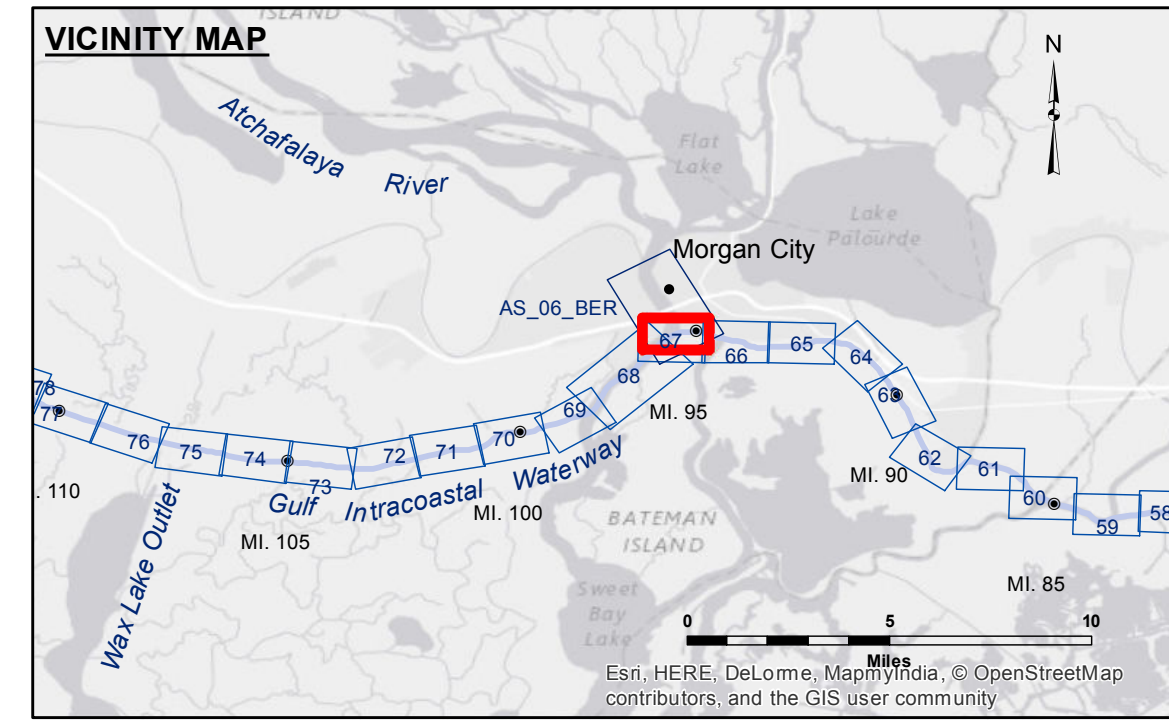 ISLAND
VICINITY MAP
N
Atchafalaya River
Flat
Lake
Lake
Palourde
Morgan City
AS_06_BER
67
66
65
64
63
62
61
60
59
58
68
69
70
71
72
73
74
75
76
77
78
MI. 95
MI. 90
MI. 85
MI. 100
MI. 105
. 110
Gulf Intracoastal Waterway
Wax Lake Outlet
BATEMAN
ISLAND
Sweet
Bay
Lake
0 5 10
Miles
Esri, HERE, DeLorme, MapmyIndia, © OpenStreetMap
contributors, and the GIS user community